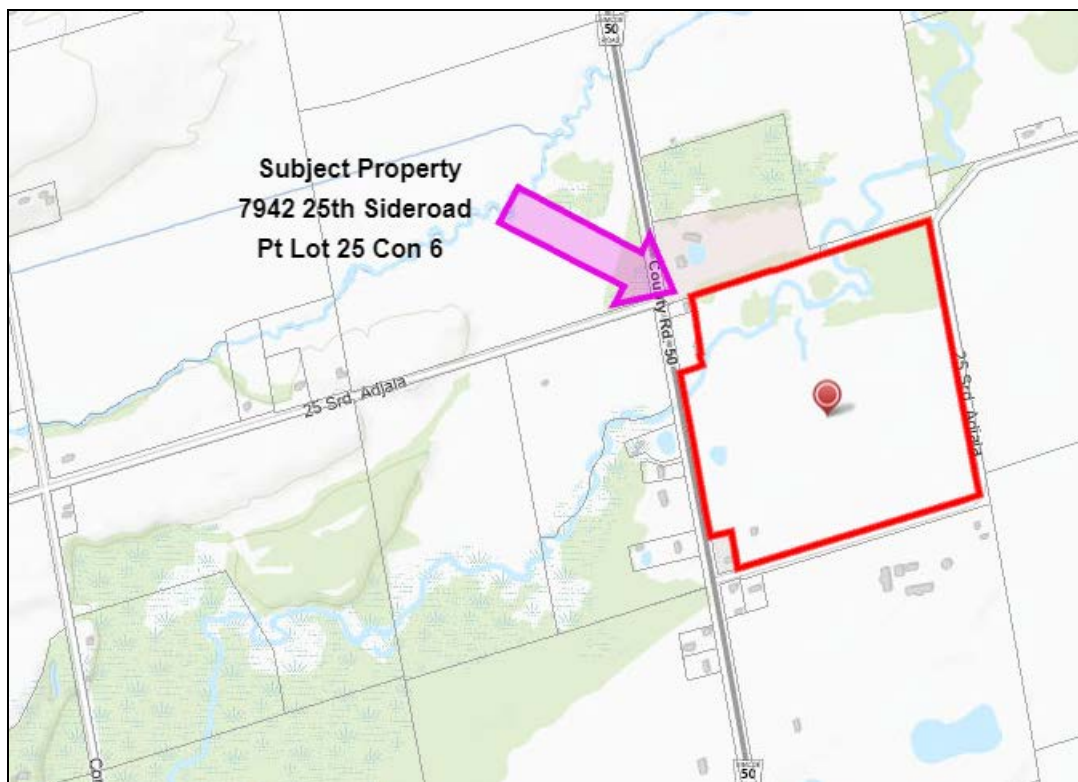 50
Subject Property
7942 25th Sideroad
Pt Lot 25 Con 6
County Rd. 50
25 Srd, Adjala
25 Srd, Adjala
50